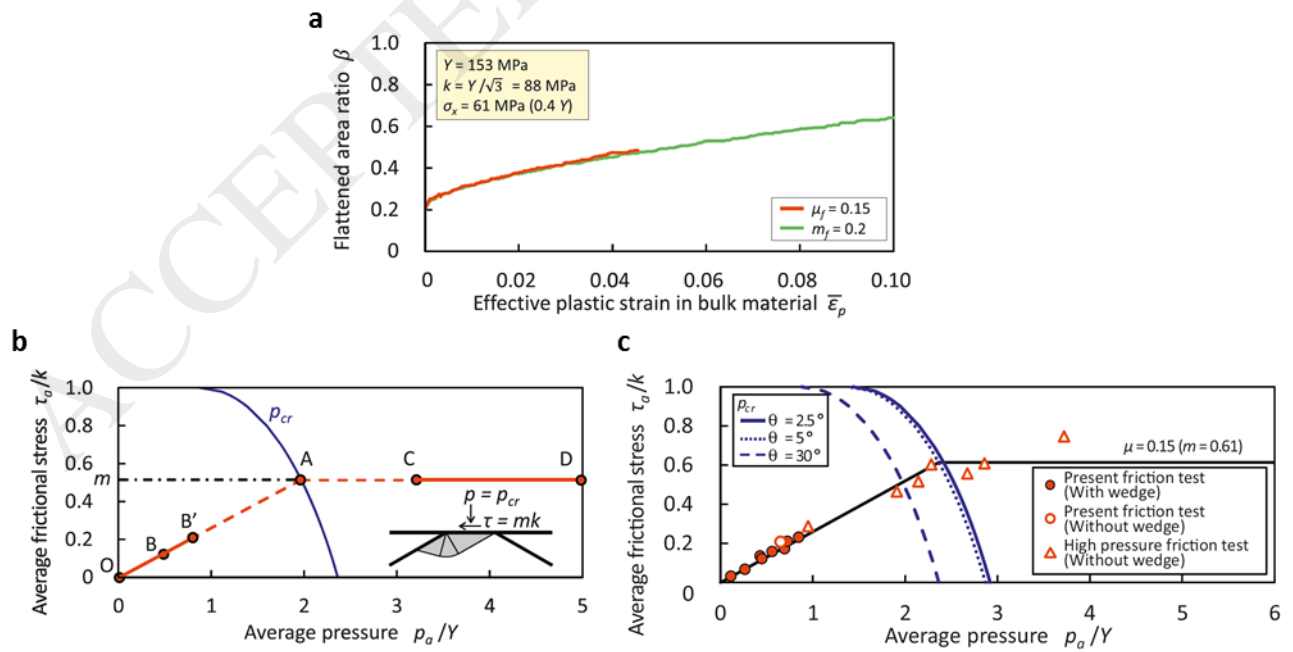 ACCEPTED
a
Flattened area ratio β
1.0
0.8
0.6
0.4
0.2
0
Y = 153 MPa
k = Y/√3 = 88 MPa
σx = 61 MPa (0.4 Y)
μf = 0.15
mf = 0.2
0 0.02 0.04 0.06 0.08 0.10
Effective plastic strain in bulk material ε̅p
b
Average frictional stress τa/k
1.0
0.8
0.6
m
0.4
0.2
0
pcr
A
C
D
B′
B
O
p = pcr
τ = mk
0 1 2 3 4 5
Average pressure pa/Y
c
Average frictional stress τa/k
1.0
0.8
0.6
0.4
0.2
0
pcr
θ = 2.5°
θ = 5°
θ = 30°
μ = 0.15 (m = 0.61)
Present friction test
(With wedge)
Present friction test
(Without wedge)
High pressure friction test
(Without wedge)
0 1 2 3 4 5 6
Average pressure pa/Y